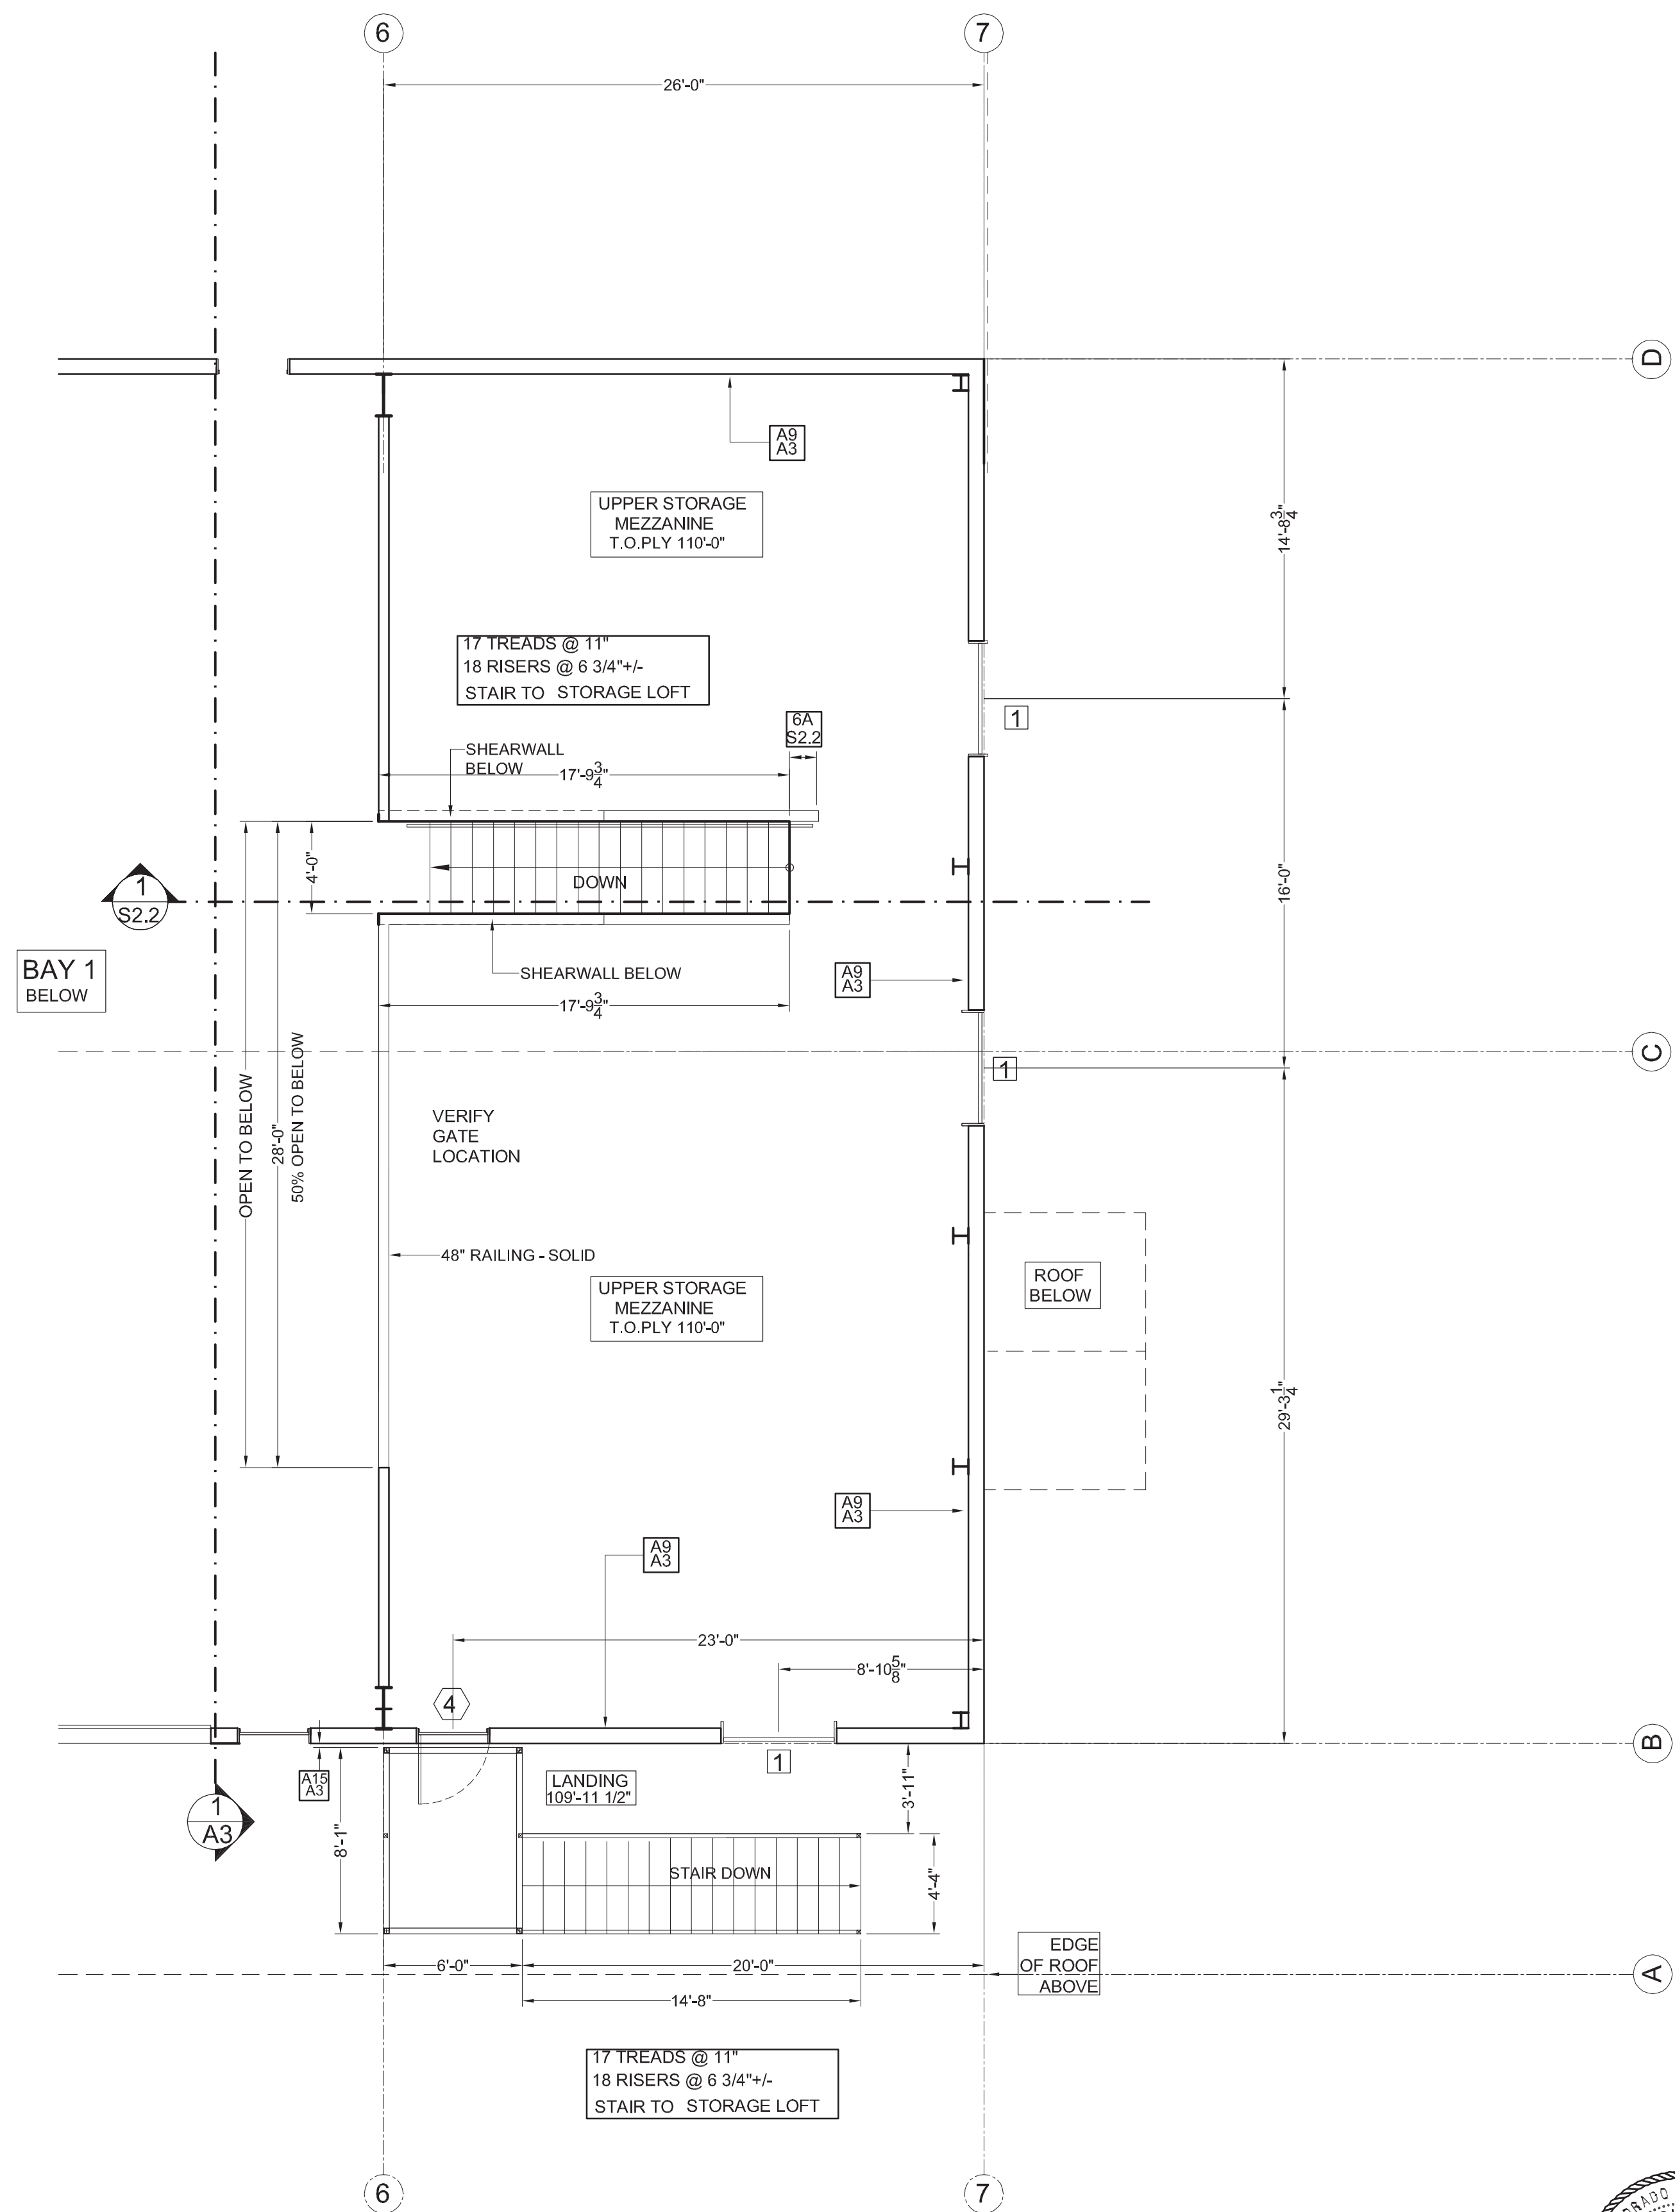 6
7
26'-0"
D
A9
A3
UPPER STORAGE
MEZZANINE
T.O.PLY 110'-0"
14'-8 3/4"
17 TREADS @ 11"
18 RISERS @ 6 3/4"+/-
STAIR TO STORAGE LOFT
6A
S2.2
1
SHEARWALL
BELOW
17'-9 3/4"
4'-0"
DOWN
1
S2.2
16'-0"
BAY 1
BELOW
SHEARWALL BELOW
A9
A3
17'-9 3/4"
C
1
OPEN TO BELOW
28'-0"
50% OPEN TO BELOW
VERIFY
GATE
LOCATION
48" RAILING - SOLID
UPPER STORAGE
MEZZANINE
T.O.PLY 110'-0"
ROOF
BELOW
29'-3 1/4"
A9
A3
A9
A3
23'-0"
8'-10 5/8"
4
B
1
A15
A3
LANDING
109'-11 1/2"
3'-11"
1
A3
8'-1"
STAIR DOWN
4'-4"
EDGE
OF ROOF
ABOVE
6'-0"
20'-0"
A
14'-8"
17 TREADS @ 11"
18 RISERS @ 6 3/4"+/-
STAIR TO STORAGE LOFT
6
7